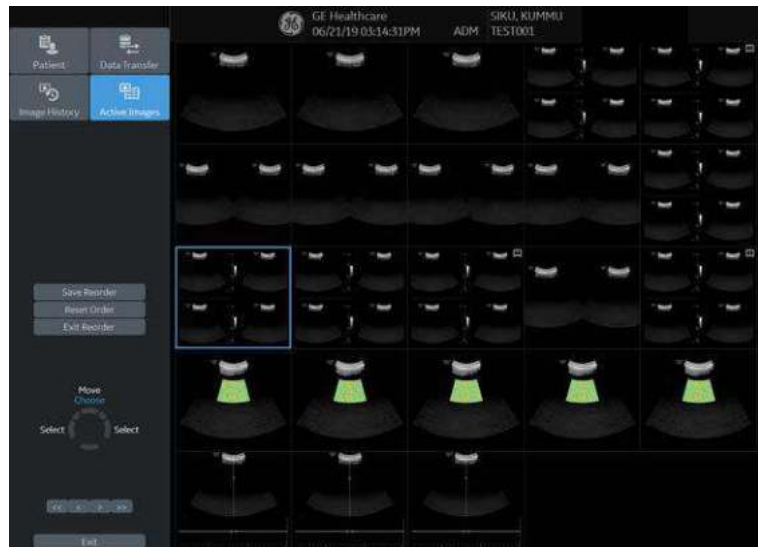 GE Healthcare
06/21/19 03:14:31PM
ADM
SIKU, KUMMU
TEST001
Patient
Data Transfer
Image History
Active Images
Save Reorder
Reset Order
Exit Reorder
Move
Choose
Select
Select
<< < > >>
Exit